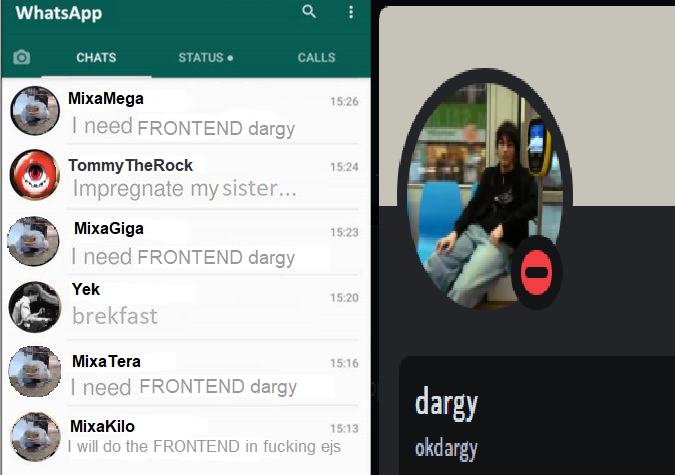 WhatsApp
CHATS STATUS CALLS
MixaMega 15:26
I need FRONTEND dargy
TommyTheRock 15:24
Impregnate my sister...
MixaGiga 15:23
I need FRONTEND dargy
Yek 15:20
brekfast
MixaTera 15:16
I need FRONTEND dargy
MixaKilo 15:13
I will do the FRONTEND in fucking ejs
dargy
okdargy